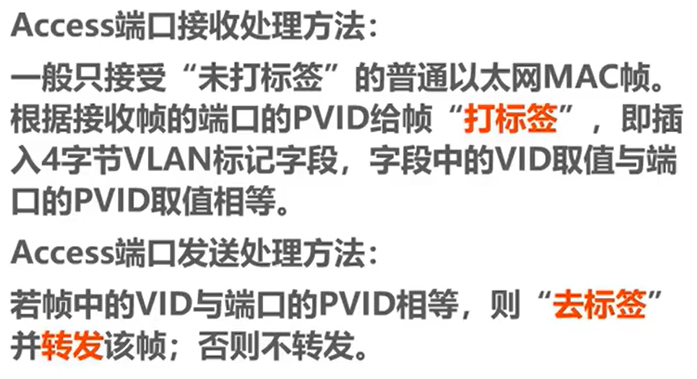 Access端口接收处理方法：
一般只接受“未打标签”的普通以太网MAC帧。
根据接收帧的端口的PVID给帧“打标签”，即插
入4字节VLAN标记字段，字段中的VID取值与端
口的PVID取值相等。
Access端口发送处理方法：
若帧中的VID与端口的PVID相等，则“去标签”
并转发该帧；否则不转发。